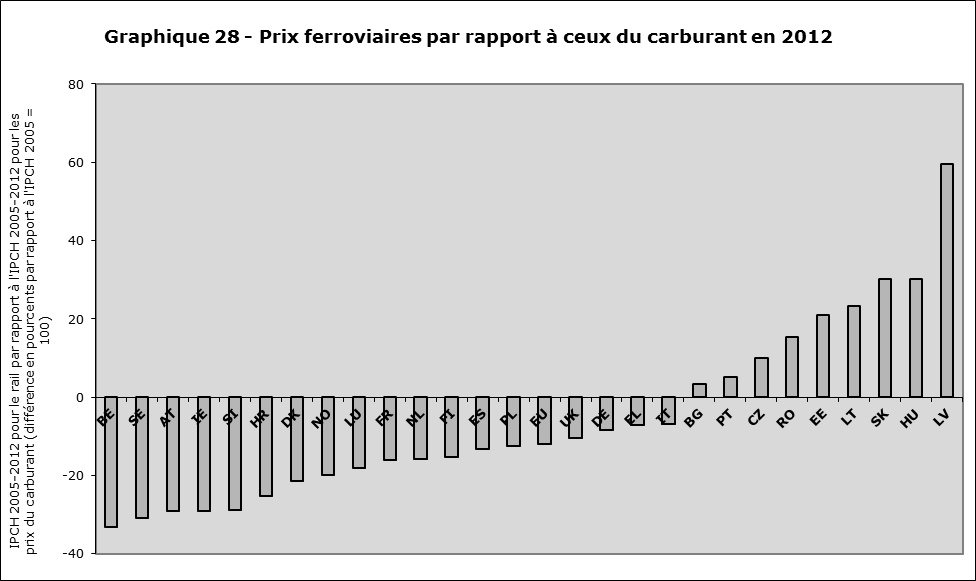 Graphique 28 - Prix ferroviaires par rapport à ceux du carburant en 2012
IPCH 2005-2012 pour le rail par rapport à l'IPCH 2005-2012 pour les
prix du carburant (différence en pourcents par rapport à l'IPCH 2005 =
100)
80
60
40
20
0
-20
-40
BE SE AT IE SI HR DK NO LU FR NL FI ES PL EU UK DE EL IT BG PT CZ RO EE LT SK HU LV